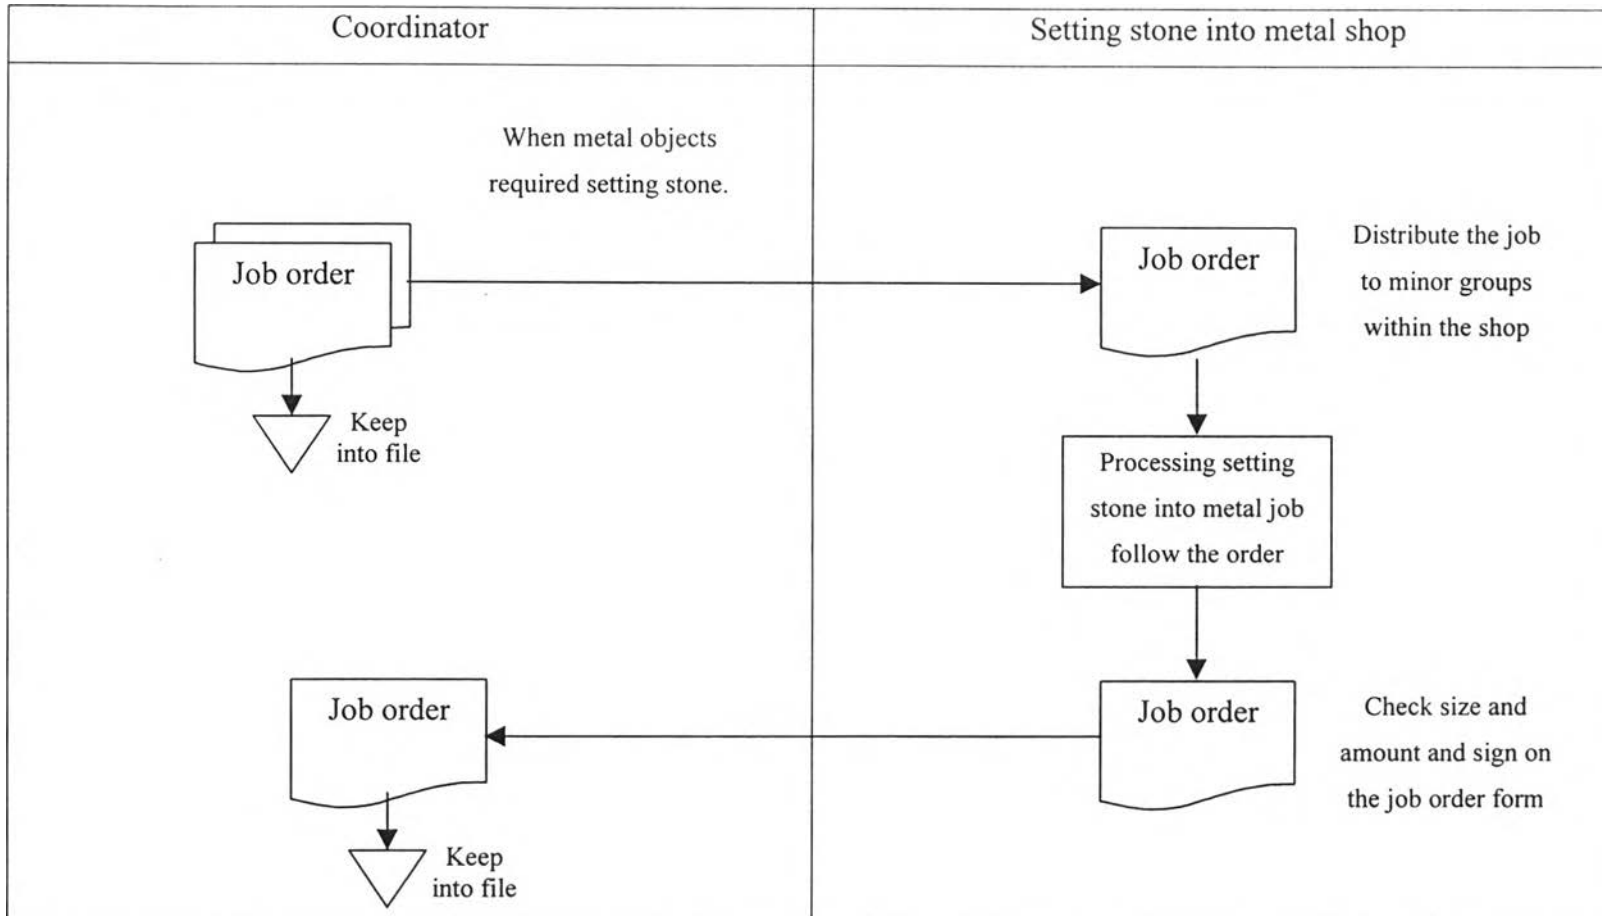 Coordinator
Setting stone into metal shop
When metal objects
required setting stone.
Job order
Keep
into file
Job order
Distribute the job
to minor groups
within the shop
Processing setting
stone into metal job
follow the order
Job order
Check size and
amount and sign on
the job order form
Job order
Keep
into file